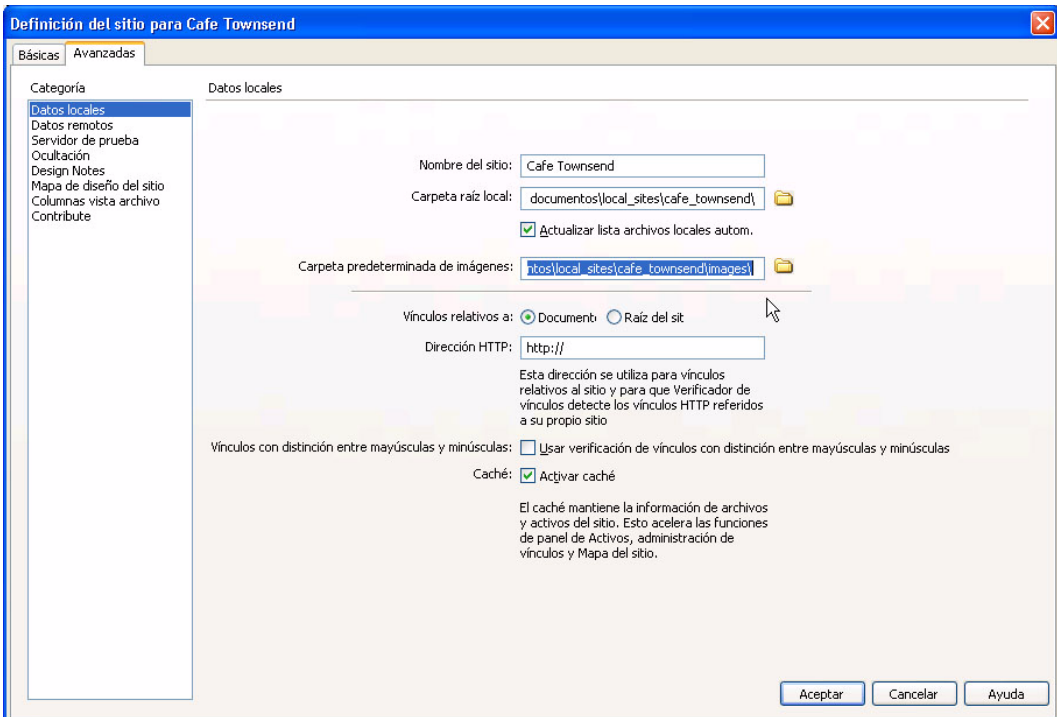 Definición del sitio para Cafe Townsend
Básicas
Avanzadas
Categoría
Datos locales
Datos remotos
Servidor de prueba
Ocultación
Design Notes
Mapa de diseño del sitio
Columnas vista archivo
Contribute
Datos locales
Nombre del sitio: Cafe Townsend
Carpeta raíz local: documentos\local_sites\cafe_townsend\
Actualizar lista archivos locales autom.
Carpeta predeterminada de imágenes: ntos\local_sites\cafe_townsend\images\
Vínculos relativos a: Document Raíz del sit
Dirección HTTP: http://
Esta dirección se utiliza para vínculos
relativos al sitio y para que Verificador de
vínculos detecte los vínculos HTTP referidos
a su propio sitio
Vínculos con distinción entre mayúsculas y minúsculas: Usar verificación de vínculos con distinción entre mayúsculas y minúsculas
Caché: Activar caché
El caché mantiene la información de archivos
y activos del sitio. Esto acelera las funciones
de panel de Activos, administración de
vínculos y Mapa del sitio.
Aceptar
Cancelar
Ayuda